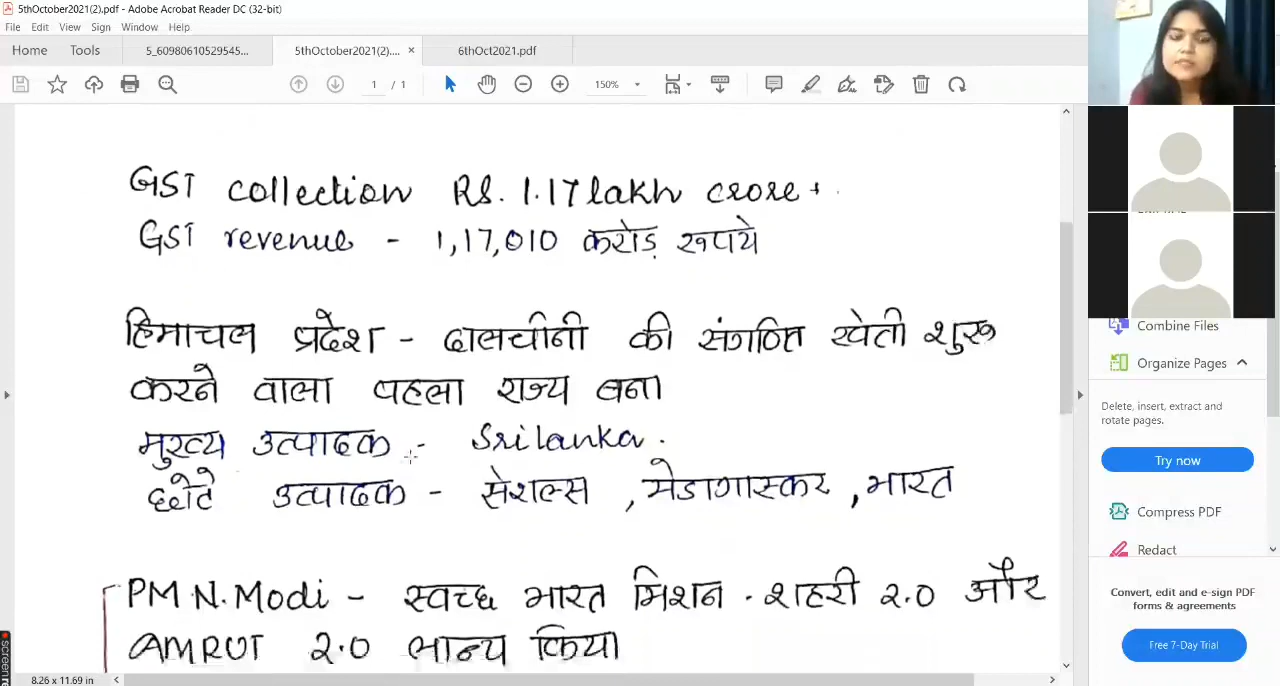 5thOctober2021(2).pdf - Adobe Acrobat Reader DC (32-bit)
File Edit View Sign Window Help
Home Tools 5_60980610529545... 5thOctober2021(2).... × 6thOct2021.pdf
1 / 1 150%
GST collection Rs. 1.17 lakh crore +
GST revenue - 1,17,010 करोड़ रूपये
हिमाचल प्रदेश - दालचीनी की संगठित खेती शुरू
करने वाला पहला राज्य बना
मुख्य उत्पादक - Srilanka.
छोटे उत्पादक - सेशल्स , मेडागास्कर , भारत
PM N. Modi - स्वच्छ भारत मिशन - शहरी 2.0 और
AMRUT 2.0 लान्च किया
8.26 x 11.69 in
Combine Files
Organize Pages
Delete, insert, extract and
rotate pages.
Try now
Compress PDF
Redact
Convert, edit and e-sign PDF
forms & agreements
Free 7-Day Trial